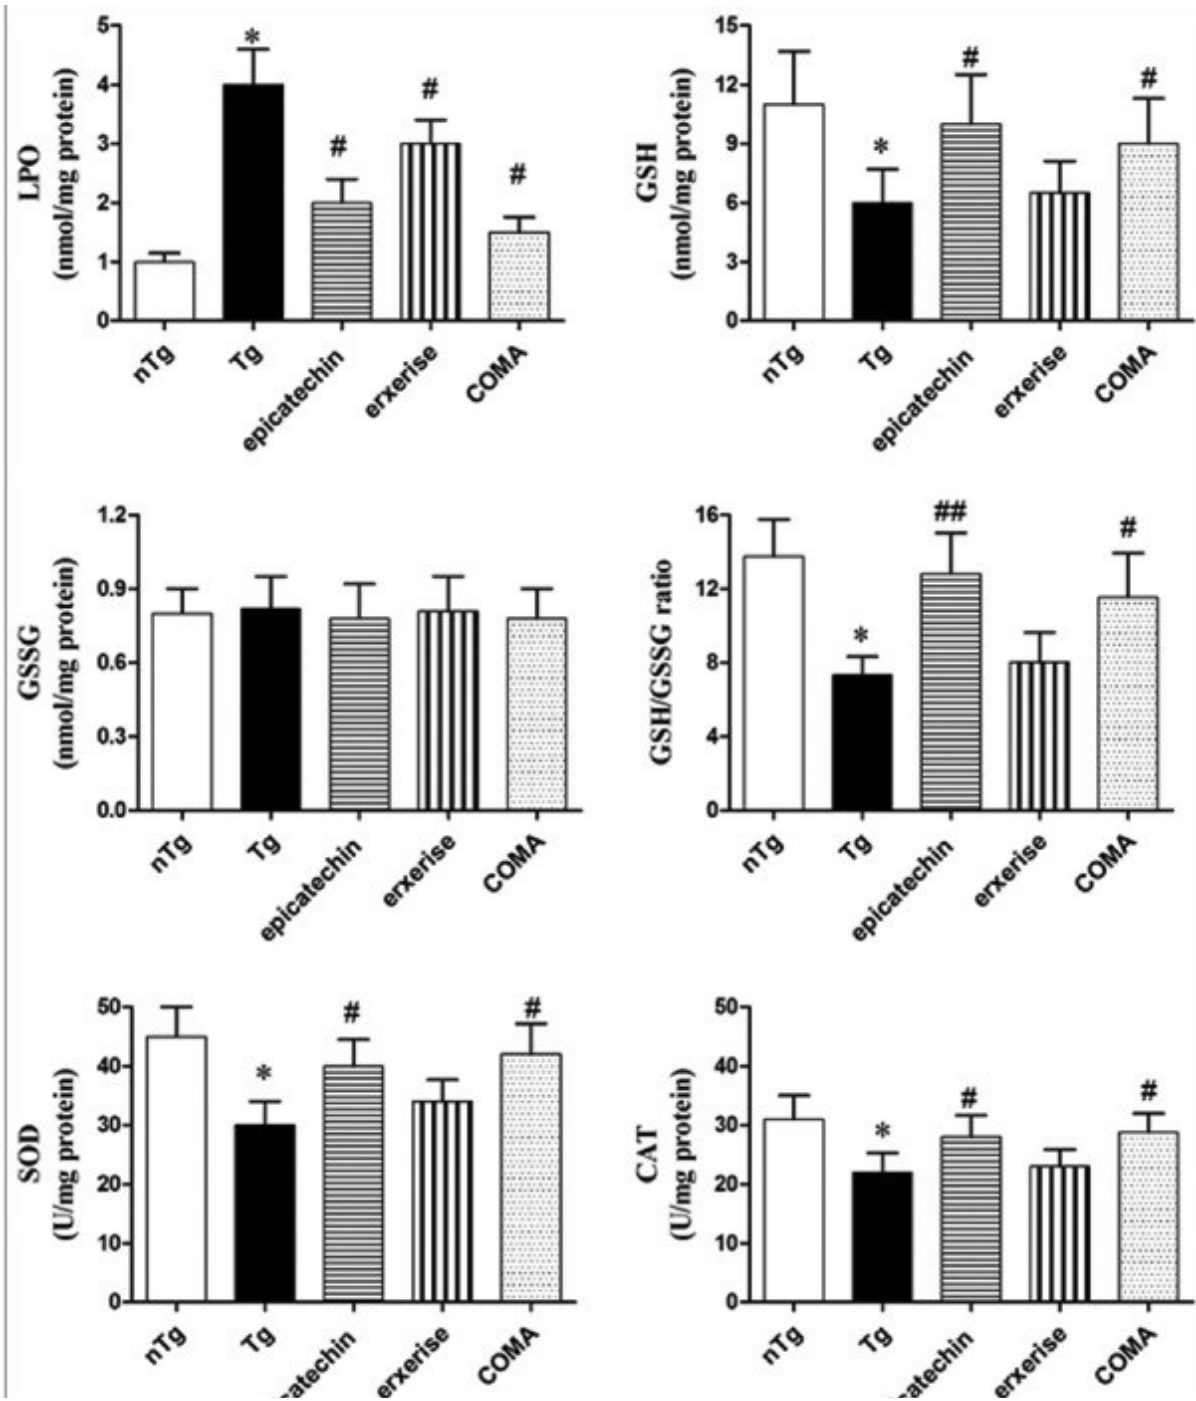 LPO
(nmol/mg protein)
5
4
3
2
1
0
*
#
#
#
nTg
Tg
epicatechin
erxerise
COMA
GSH
(nmol/mg protein)
15
12
9
6
3
0
*
#
#
nTg
Tg
epicatechin
erxerise
COMA
GSSG
(nmol/mg protein)
1.2
0.9
0.6
0.3
0.0
nTg
Tg
epicatechin
erxerise
COMA
GSH/GSSG ratio
16
12
8
4
0
*
##
#
nTg
Tg
epicatechin
erxerise
COMA
SOD
(U/mg protein)
50
40
30
20
10
0
*
#
#
nTg
Tg
catechin
erxerise
COMA
CAT
(U/mg protein)
50
40
30
20
10
0
*
#
#
nTg
Tg
catechin
erxerise
COMA